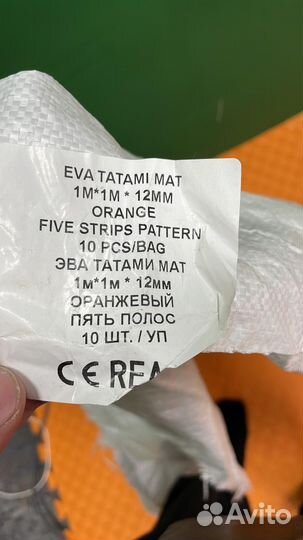 EVA TATAMI MAT
1M*1M * 12MM
ORANGE
FIVE STRIPS PATTERN
10 PCS/BAG
ЭВА ТАТАМИ МАТ
1м*1м * 12мм
ОРАНЖЕВЫЙ
ПЯТЬ ПОЛОС
10 ШТ. / УП
CE
Avito